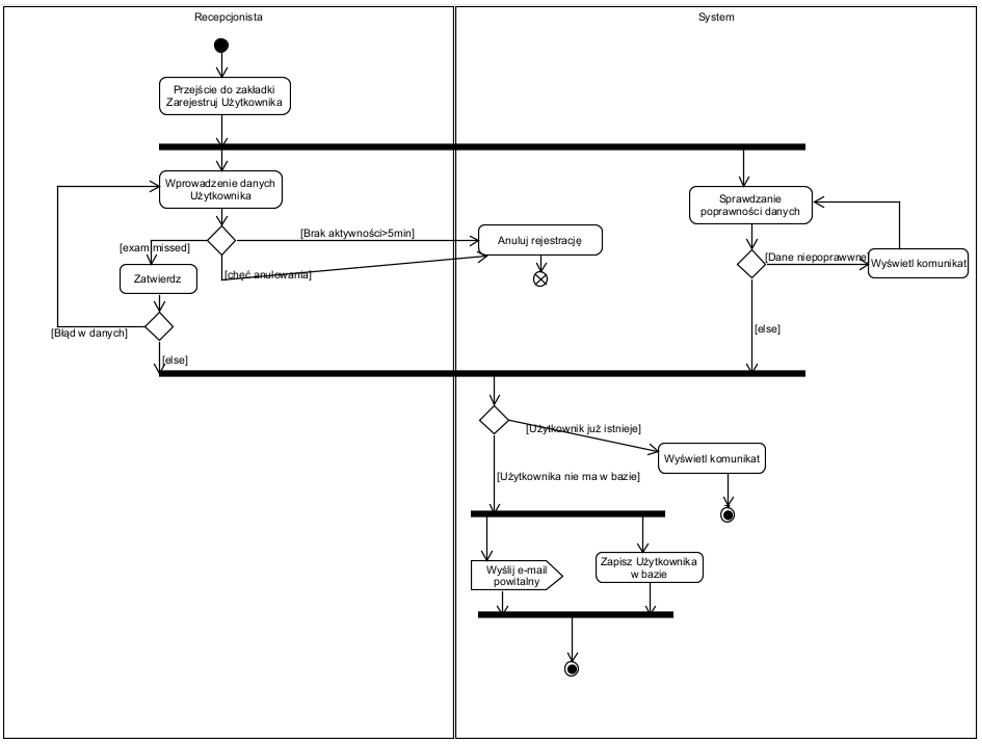 Recepcjonista
System
Przejście do zakładki
Zarejestruj Użytkownika
Wprowadzenie danych
Użytkownika
Sprawdzanie
poprawności danych
[Brak aktywności>5min]
Anuluj rejestrację
[exam missed]
[chęć anulowania]
[Dane niepoprawwne
Wyświetl komunikat
Zatwierdz
[Błąd w danych]
[else]
[else]
[Użytkownik już istnieje]
Wyświetl komunikat
[Użytkownika nie ma w bazie]
Wyślij e-mail
powitalny
Zapisz Użytkownika
w bazie